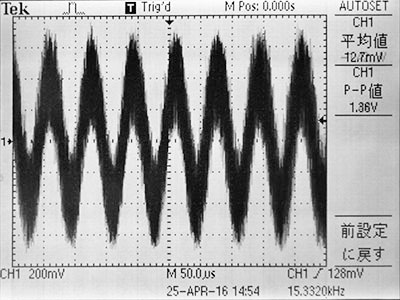 Tek T Trig'd M Pos: 0.000s AUTOSET
CH1
平均値
-12.7mV
CH1
P-P値
1.36V
1
前設定
に戻す
CH1 200mV M 50.0µs CH1 128mV
25-APR-16 14:54 15.3320kHz